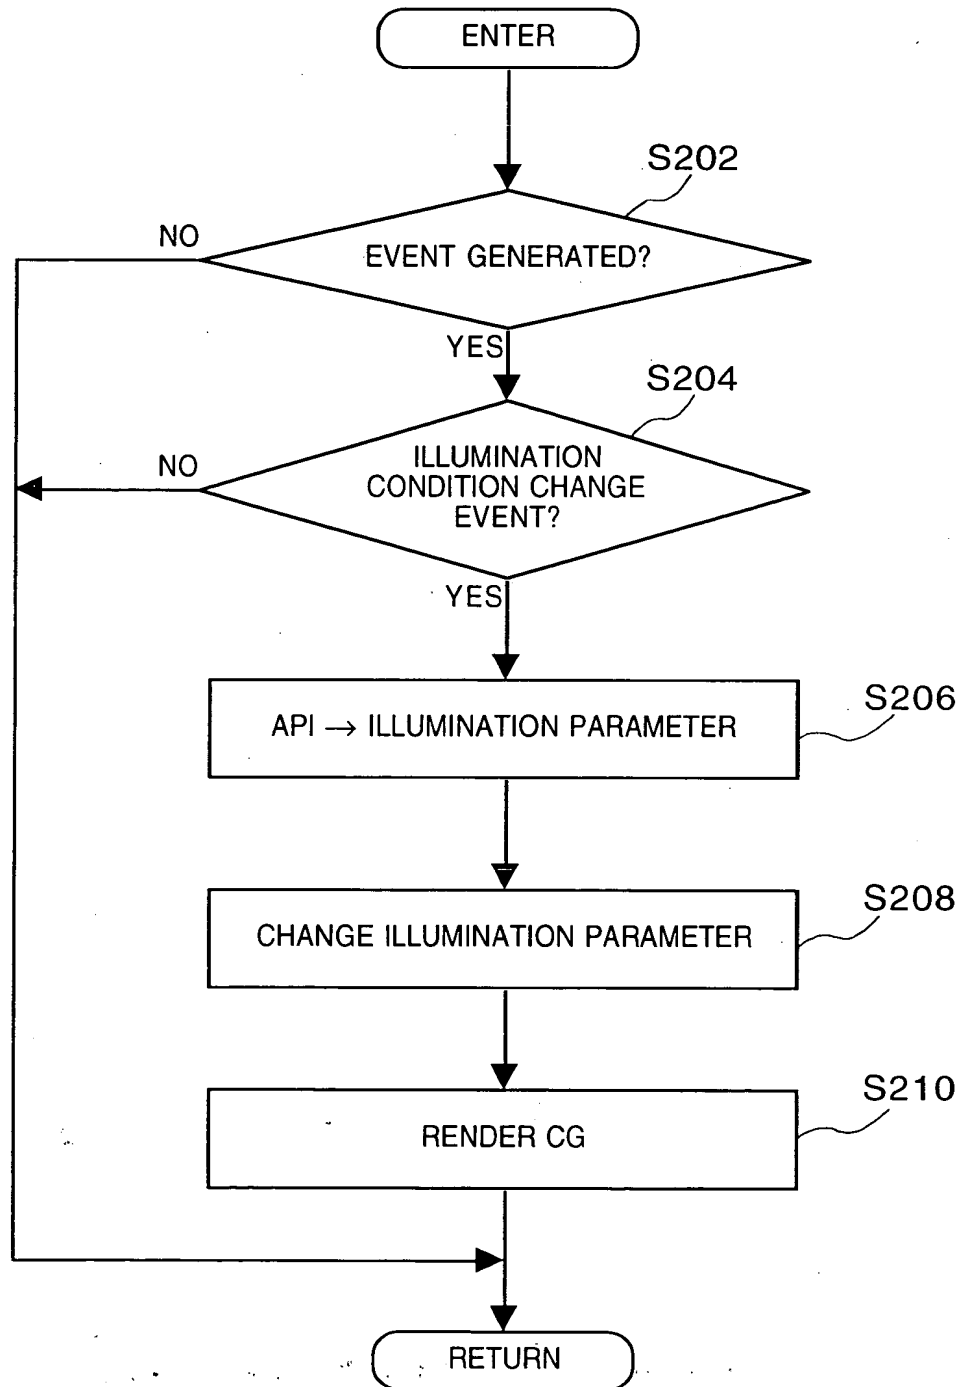 ENTER
S202
NO
EVENT GENERATED?
YES
S204
NO
ILLUMINATION
CONDITION CHANGE
EVENT?
YES
S206
API → ILLUMINATION PARAMETER
S208
CHANGE ILLUMINATION PARAMETER
S210
RENDER CG
RETURN